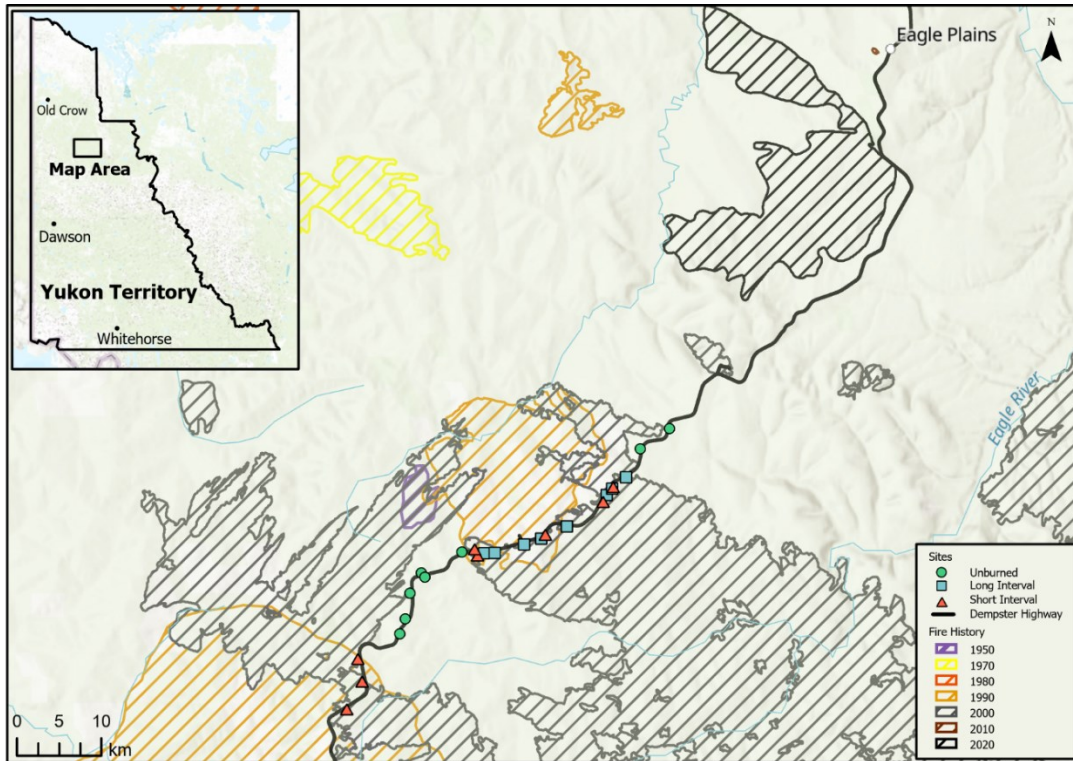 Eagle Plains
N
Old Crow
Map Area
Dawson
Yukon Territory
Whitehorse
Eagle River
0 5 10
km
Sites
Unburned
Long Interval
Short Interval
Dempster Highway
Fire History
1950
1970
1980
1990
2000
2010
2020